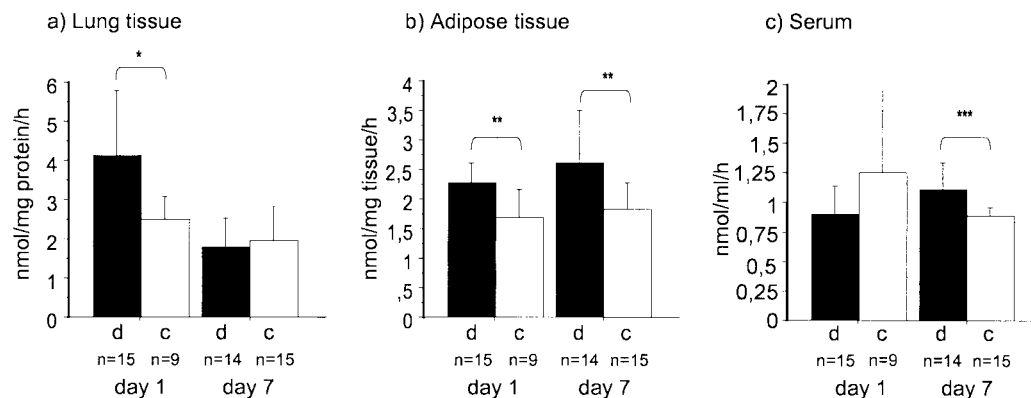 a) Lung tissue
*
nmol/mg protein/h
6
5
4
3
2
1
0
d c d c
n=15 n=9 n=14 n=15
day 1 day 7
b) Adipose tissue
**
**
nmol/mg tissue/h
4
3,5
3
2,5
2
1,5
1
,5
0
d c d c
n=15 n=9 n=14 n=15
day 1 day 7
c) Serum
***
nmol/ml/h
2
1,75
1,5
1,25
1
0,75
0,5
0,25
0
d c d c
n=15 n=9 n=14 n=15
day 1 day 7